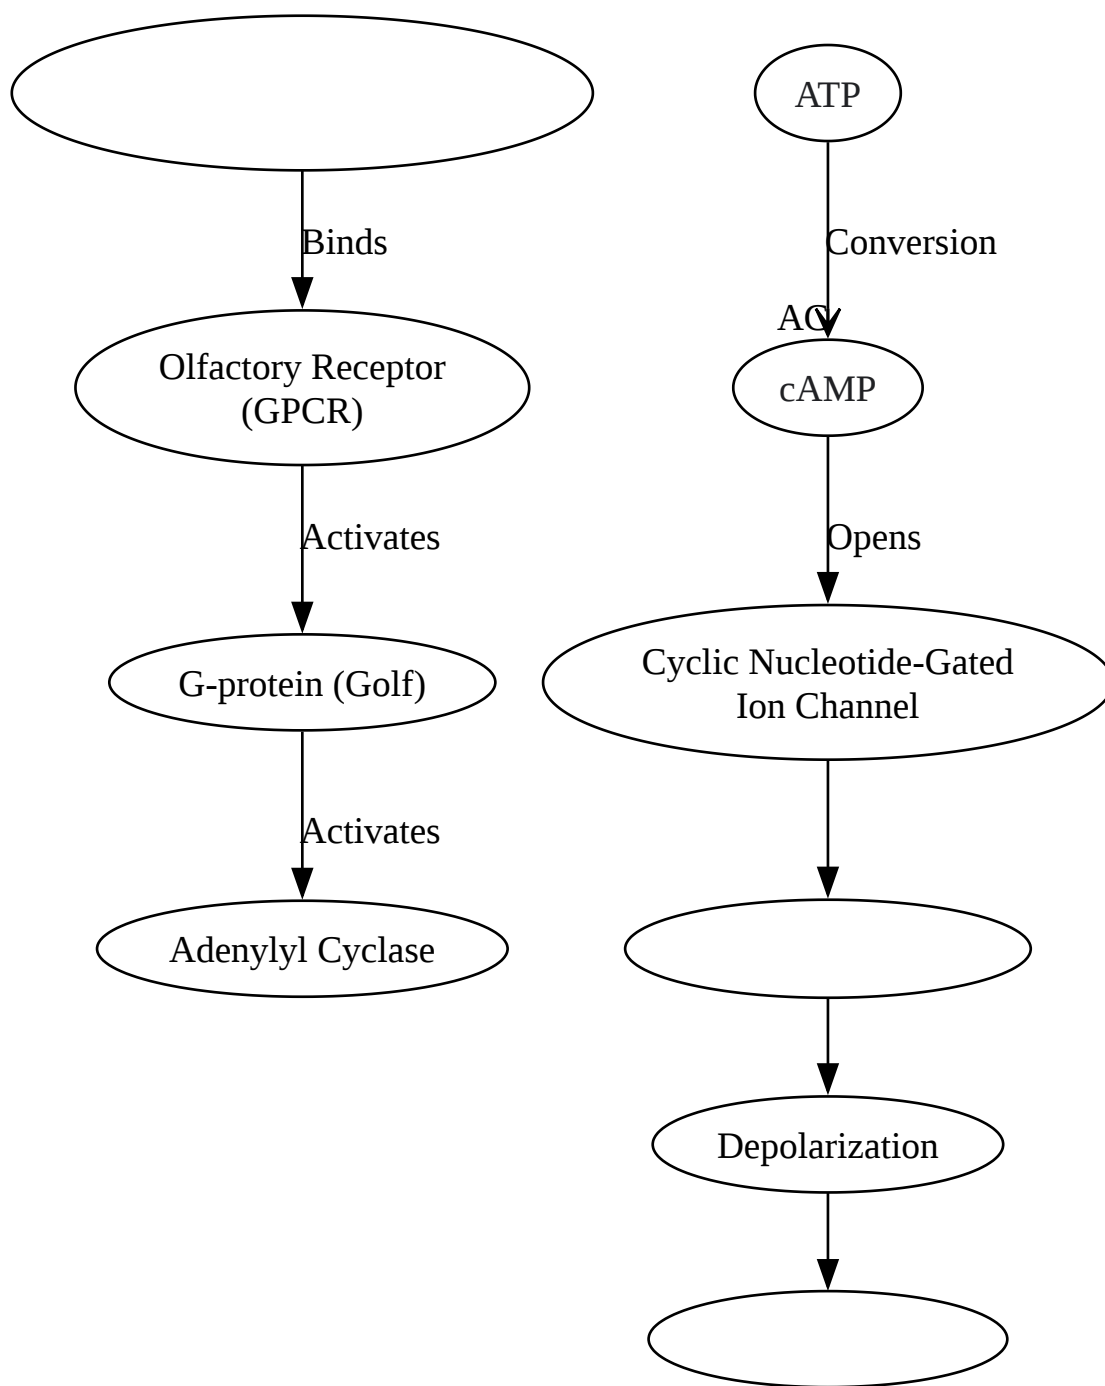 Binds
Olfactory Receptor
(GPCR)
Activates
G-protein (Golf)
Activates
Adenylyl Cyclase
ATP
Conversion
AC
cAMP
Opens
Cyclic Nucleotide-Gated
Ion Channel
Depolarization